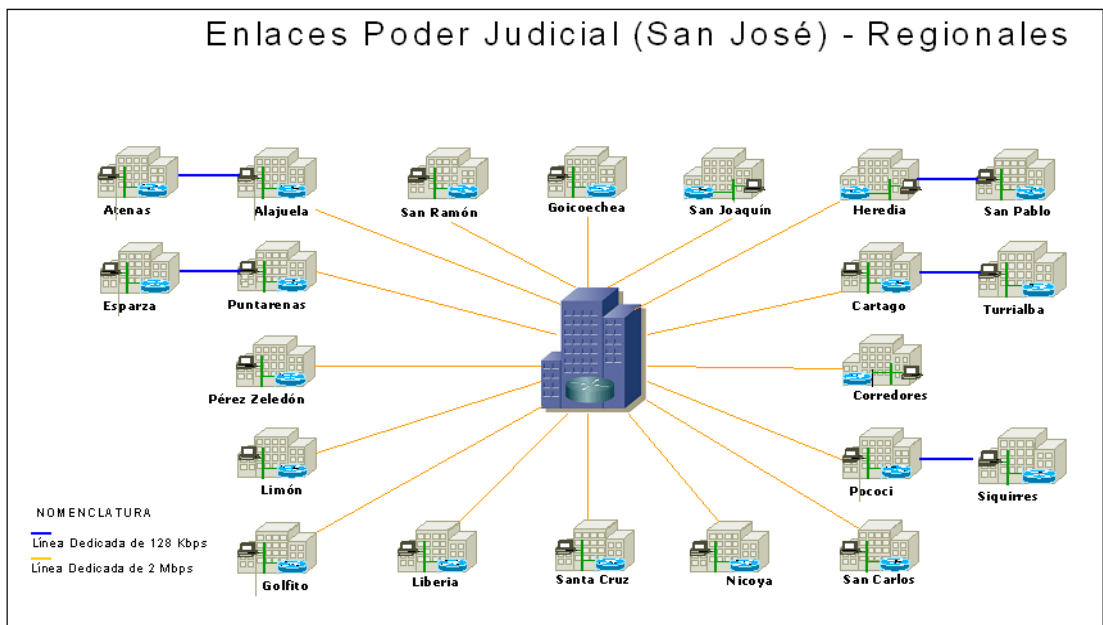 Enlaces Poder Judicial (San José) - Regionales
Atenas
Alajuela
San Ramón
Goicoechea
San Joaquín
Heredia
San Pablo
Esparza
Puntarenas
Cartago
Turrialba
Pérez Zeledón
Corredores
Limón
Pococi
Siquirres
NOMENCLATURA
Línea Dedicada de 128 Kbps
Línea Dedicada de 2 Mbps
Golfito
Liberia
Santa Cruz
Nicoya
San Carlos